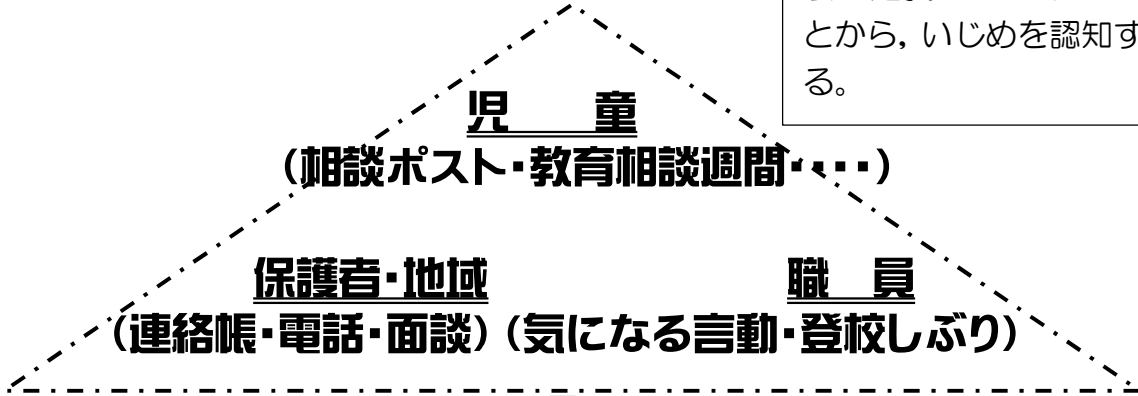 とから，いじめを認知す
る。
児　　童
（相談ポスト・教育相談週間・・・・）
保護者・地域　職　員
（連絡帳・電話・面談）（気になる言動・登校しぶり）